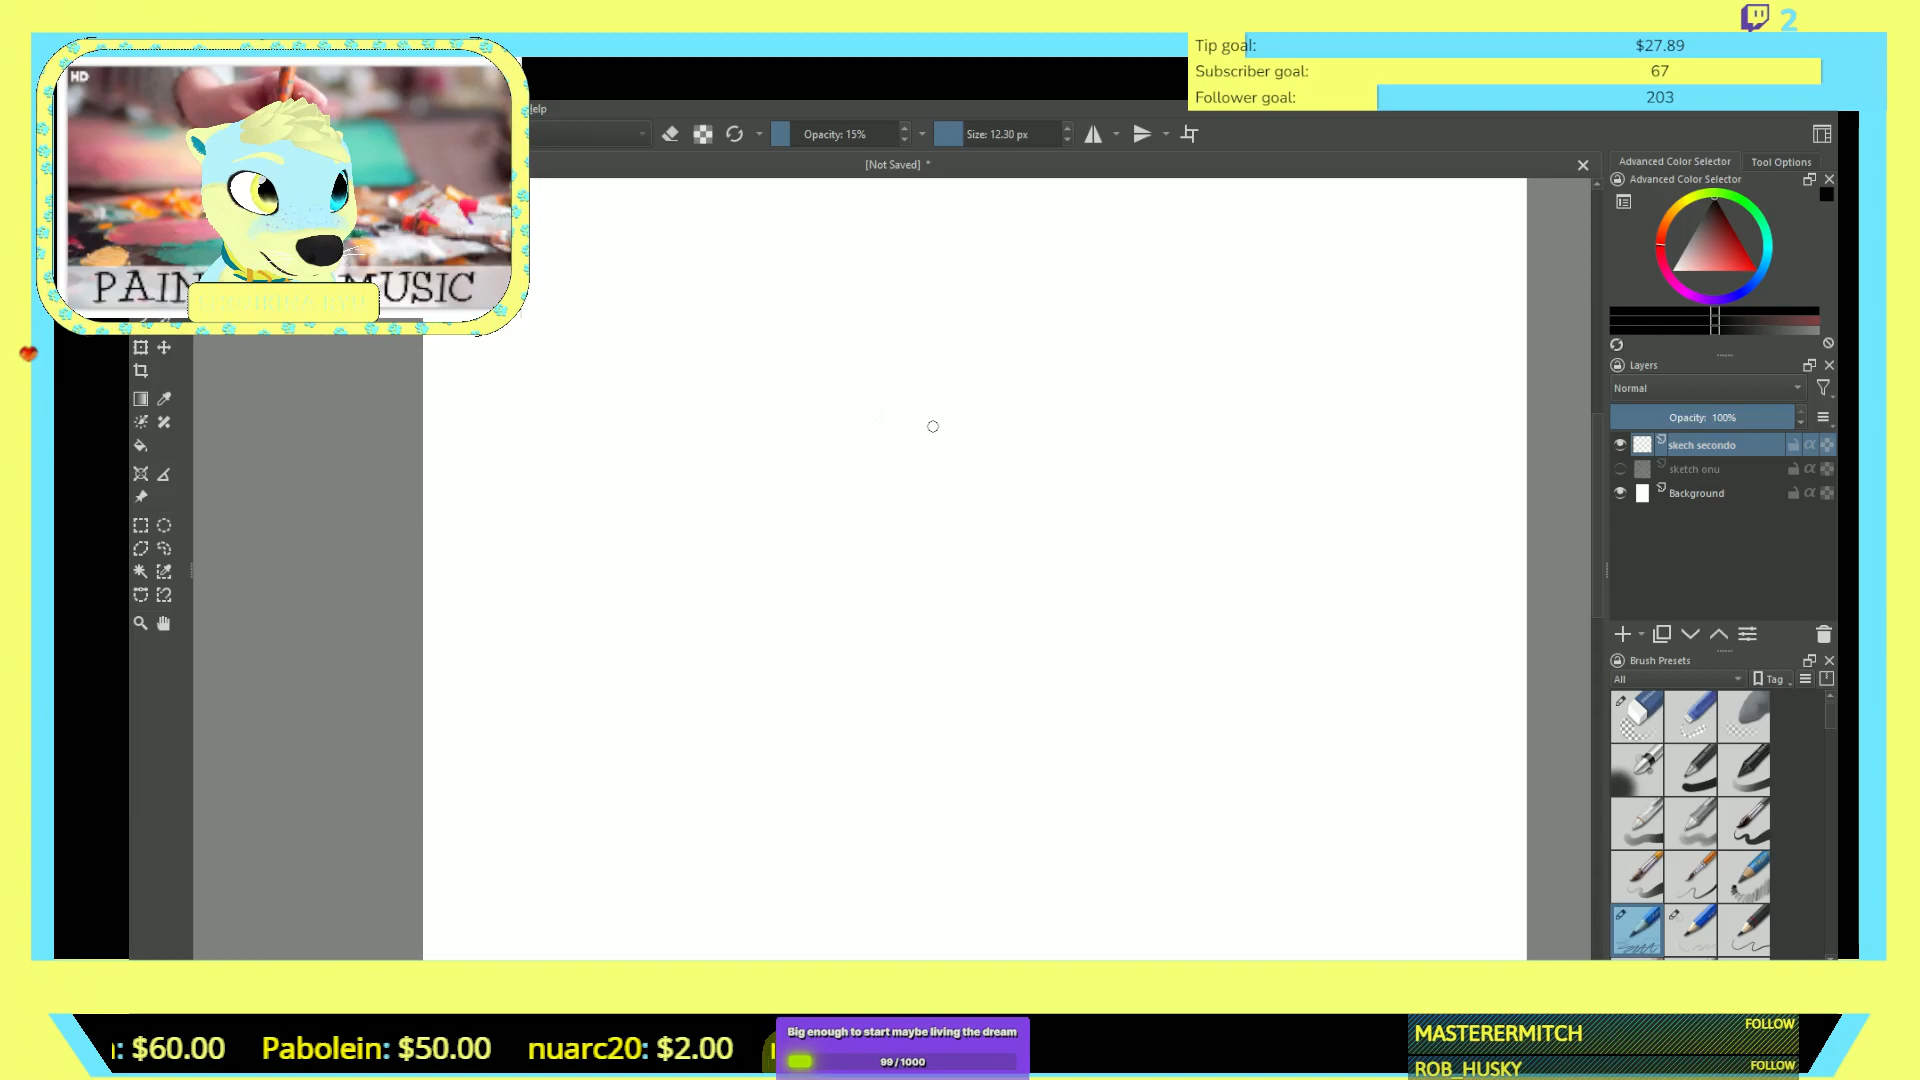 2
Tip goal: $27.89
Subscriber goal: 67
Follower goal: 203
HD
elp
Opacity: 15%
Size: 12.30 px
[Not Saved] *
Advanced Color Selector
Tool Options
Advanced Color Selector
USIC
Layers
Normal
Opacity: 100%
skech secondo
sketch onu
Background
Brush Presets
All
Tag
: $60.00 Pabolein: $50.00 nuarc20: $2.00
Big enough to start maybe living the dream
99 / 1000
MASTERERMITCH FOLLOW
ROB_HUSKY FOLLOW